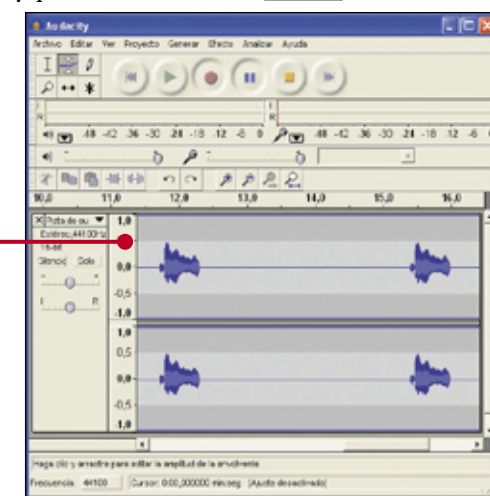 Audacity
Archivo Editar Ver Proyecto Generar Efecto Analizar Ayuda
L
R
L
R
-48 -42 -36 -30 -24 -18 -12 -6 0
-48 -42 -36 -30 -24 -18 -12 -6
10,0 11,0 12,0 13,0 14,0 15,0 16,0
Pista de au
Estéreo, 44100Hz
16-bit
Silencio Solo
- +
I R
1,0
0,0
-0,5
-1,0
1,0
0,5
0,0
-0,5
-1,0
Haga clic y arrastre para editar la amplitud de la envolvente
Frecuencia: 44100
Cursor: 0:00,000000 min:seg [Ajuste desactivado]